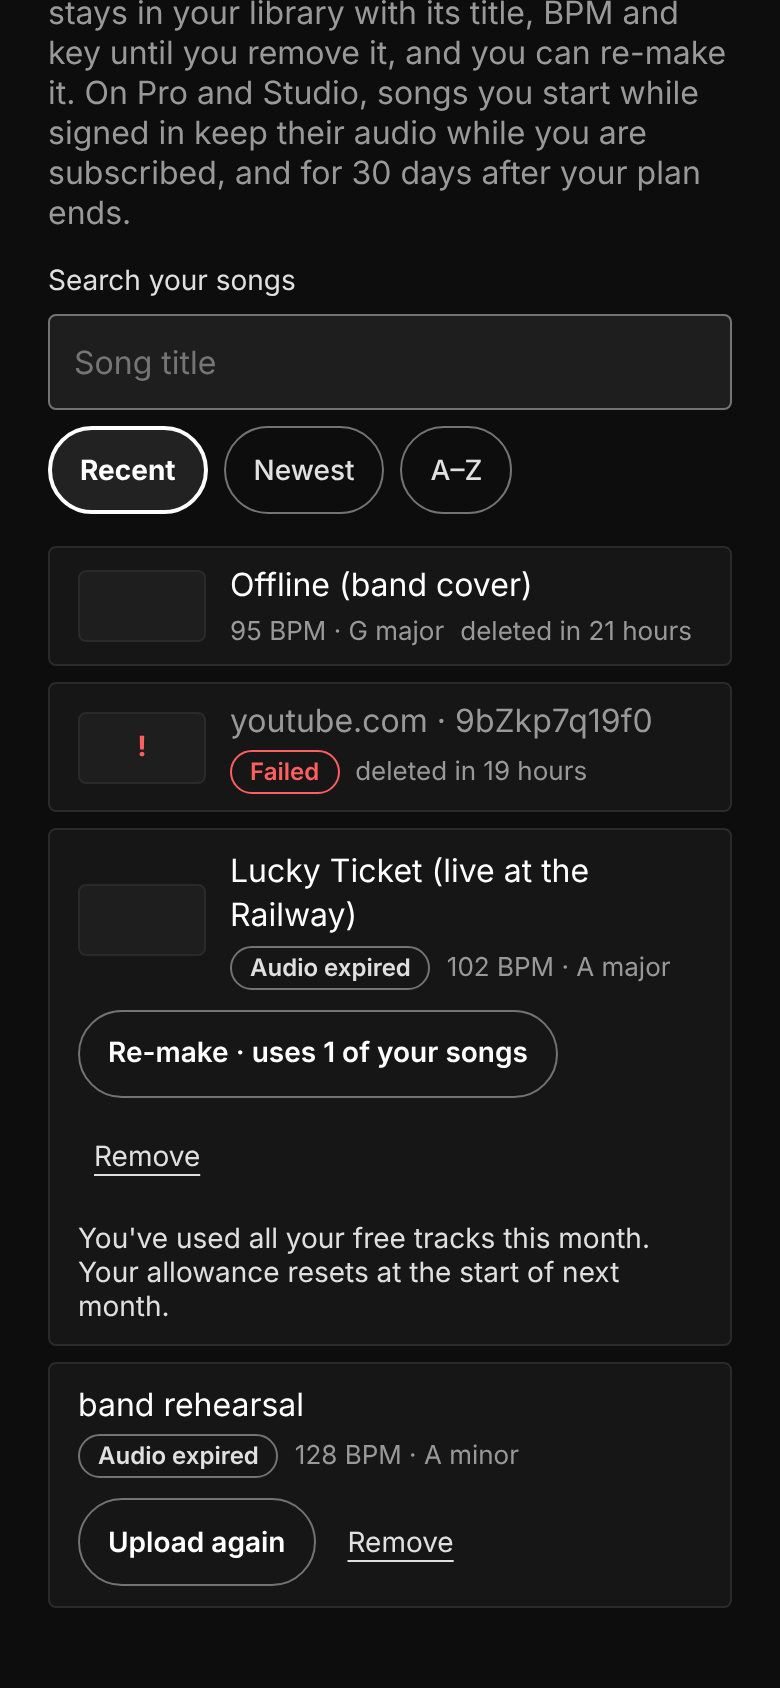 stays in your library with its title, BPM and
key until you remove it, and you can re-make
it. On Pro and Studio, songs you start while
signed in keep their audio while you are
subscribed, and for 30 days after your plan
ends.
Search your songs
Song title
Recent Newest A–Z
Offline (band cover)
95 BPM · G major deleted in 21 hours
!
youtube.com · 9bZkp7q19f0
Failed deleted in 19 hours
Lucky Ticket (live at the
Railway)
Audio expired 102 BPM · A major
Re-make · uses 1 of your songs
Remove
You've used all your free tracks this month.
Your allowance resets at the start of next
month.
band rehearsal
Audio expired 128 BPM · A minor
Upload again Remove